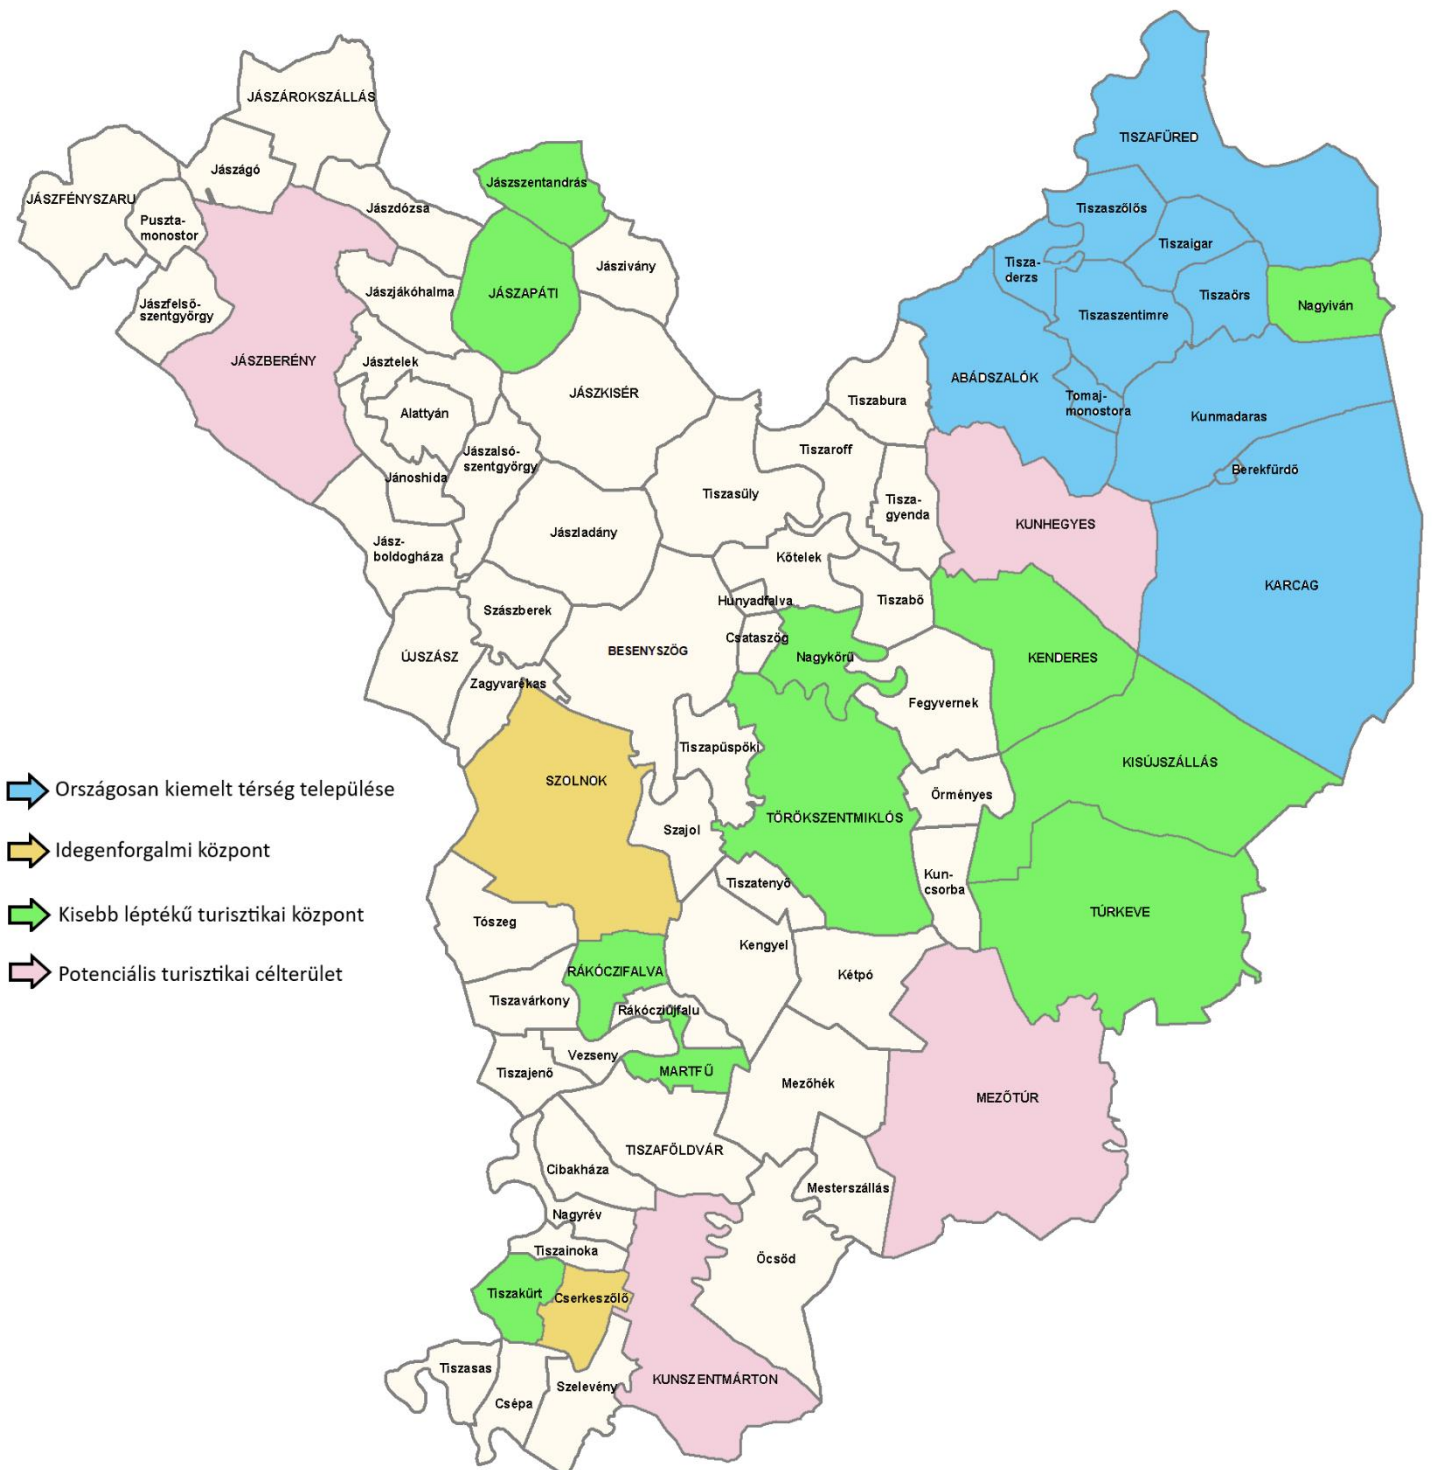 JÁSZÁROKSZÁLLÁS
TISZAFÜRED
Jászágó
Jászszentandrás
JÁSZFÉNYSZARU
Jászdózsa
Tiszaszőlős
Puszta-
monostor
Tiszaigar
Jászivány
Tisza-
derzs
Jászjákóhalma
JÁSZAPÁTI
Tiszaörs
Nagyiván
Jászfelső-
szentgyörgy
Tiszaszentimre
JÁSZBERÉNY
Jásztelek
ABÁDSZALÓK
JÁSZKISÉR
Tomaj-
monostora
Tiszabura
Alattyán
Kunmadaras
Jászalsó-
szentgyörgy
Tiszaroff
Berekfürdő
Jánoshida
Tiszasüly
Tisza-
gyenda
KUNHEGYES
Jászladány
Jász-
boldogháza
Kőtelek
KARCAG
Hunyadfalva
Tiszabő
Szászberek
Csataszög
BESENYSZÖG
Nagykörű
KENDERES
ÚJSZÁSZ
Zagyvarékas
Fegyvernek
Tiszapüspöki
KISÚJSZÁLLÁS
SZOLNOK
Országosan kiemelt térség települése
Örményes
TÖRÖKSZENTMIKLÓS
Szajol
Idegenforgalmi központ
Kun-
csorba
Tiszatenyő
TÚRKEVE
Kisebb léptékű turisztikai központ
Tószeg
Kengyel
RÁKÓCZIFALVA
Kétpó
Potenciális turisztikai célterület
Tiszavárkony
Rákócziújfalu
Vezseny
Tiszajenő
MARTFŰ
Mezőhék
MEZŐTÚR
TISZAFÖLDVÁR
Cibakháza
Mesterszállás
Nagyrév
Tiszainoka
Öcsöd
Tiszakürt
Cserkeszőlő
Tiszasas
KUNSZENTMÁRTON
Szelevény
Csépa